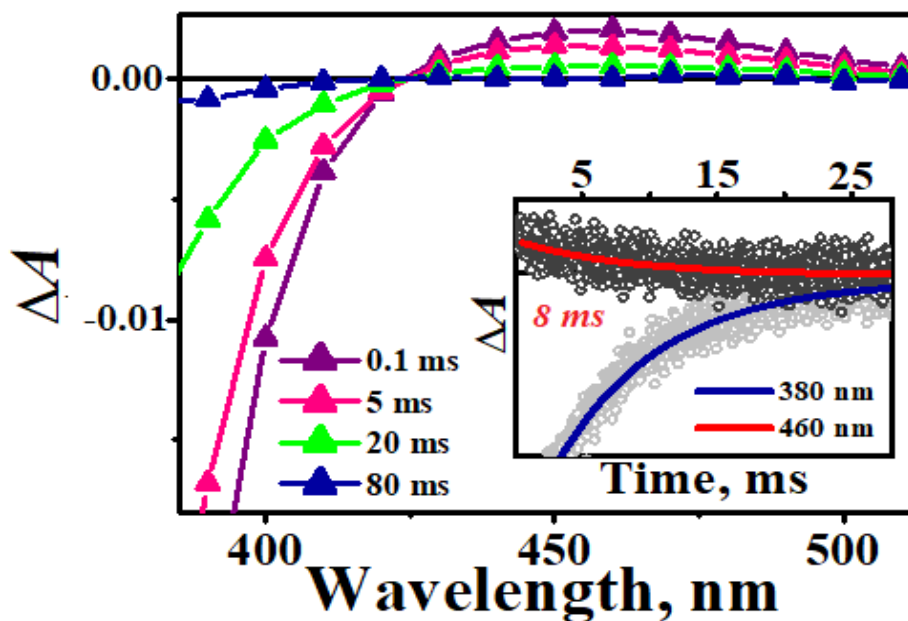 0.00
-0.01
ΔA
0.1 ms
5 ms
20 ms
80 ms
400 450 500
Wavelength, nm
5 15 25
ΔA
8 ms
380 nm
460 nm
Time, ms